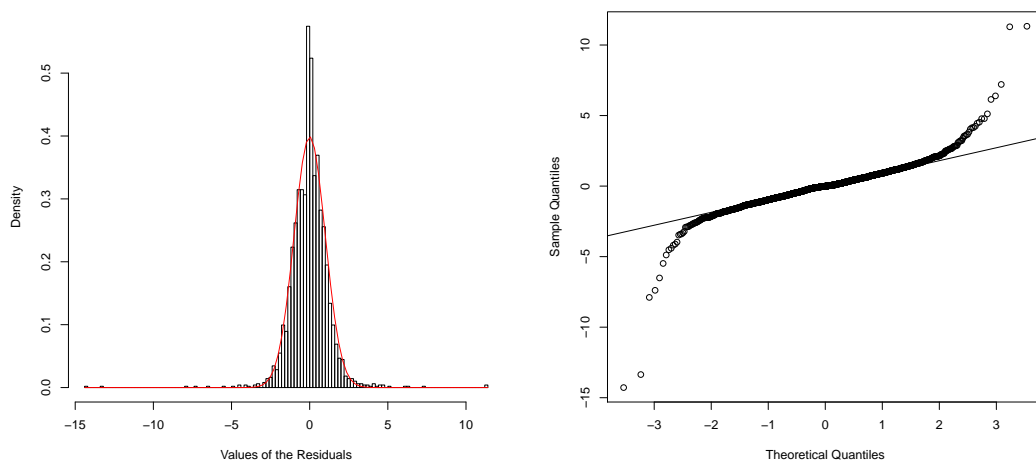 0.0 0.1 0.2 0.3 0.4 0.5
Density
−15 −10 −5 0 5 10
Values of the Residuals
−15 −10 −5 0 5 10
Sample Quantiles
−3 −2 −1 0 1 2 3
Theoretical Quantiles